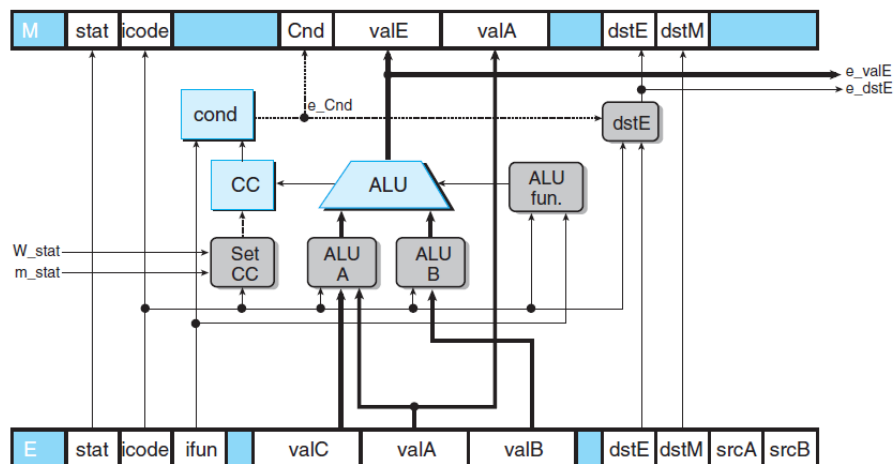 M stat icode Cnd valE valA dstE dstM
e_valE
e_dstE
e_Cnd
cond
dstE
CC
ALU
ALU
fun.
W_stat
m_stat
Set
CC
ALU
A
ALU
B
E stat icode ifun valC valA valB dstE dstM srcA srcB